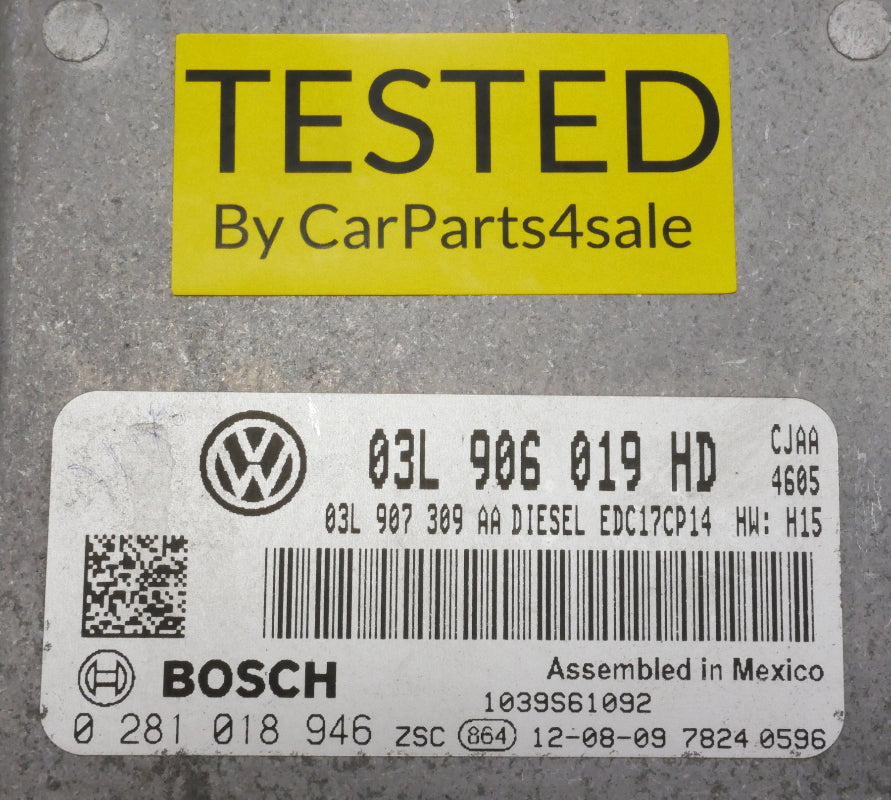 TESTED
By CarParts4sale
03L 906 019 HD CJAA
4605
03L 907 309 AA DIESEL EDC17CP14 HW: H15
BOSCH Assembled in Mexico
1039S61092
0 281 018 946 ZSC 864 12-08-09 7824 0596